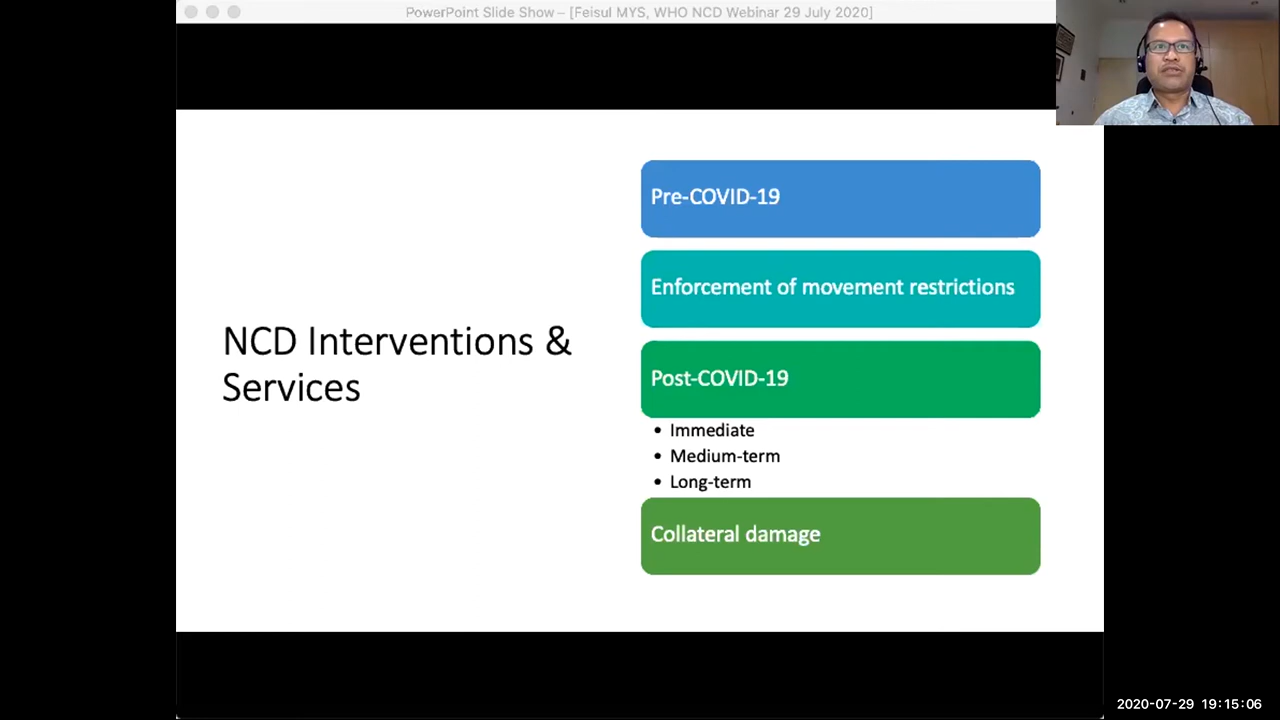 PowerPoint Slide Show – [Feisul MYS, WHO NCD Webinar 29 July 2020]
NCD Interventions &
Services
Pre-COVID-19
Enforcement of movement restrictions
Post-COVID-19
• Immediate
• Medium-term
• Long-term
Collateral damage
2020-07-29 19:15:06